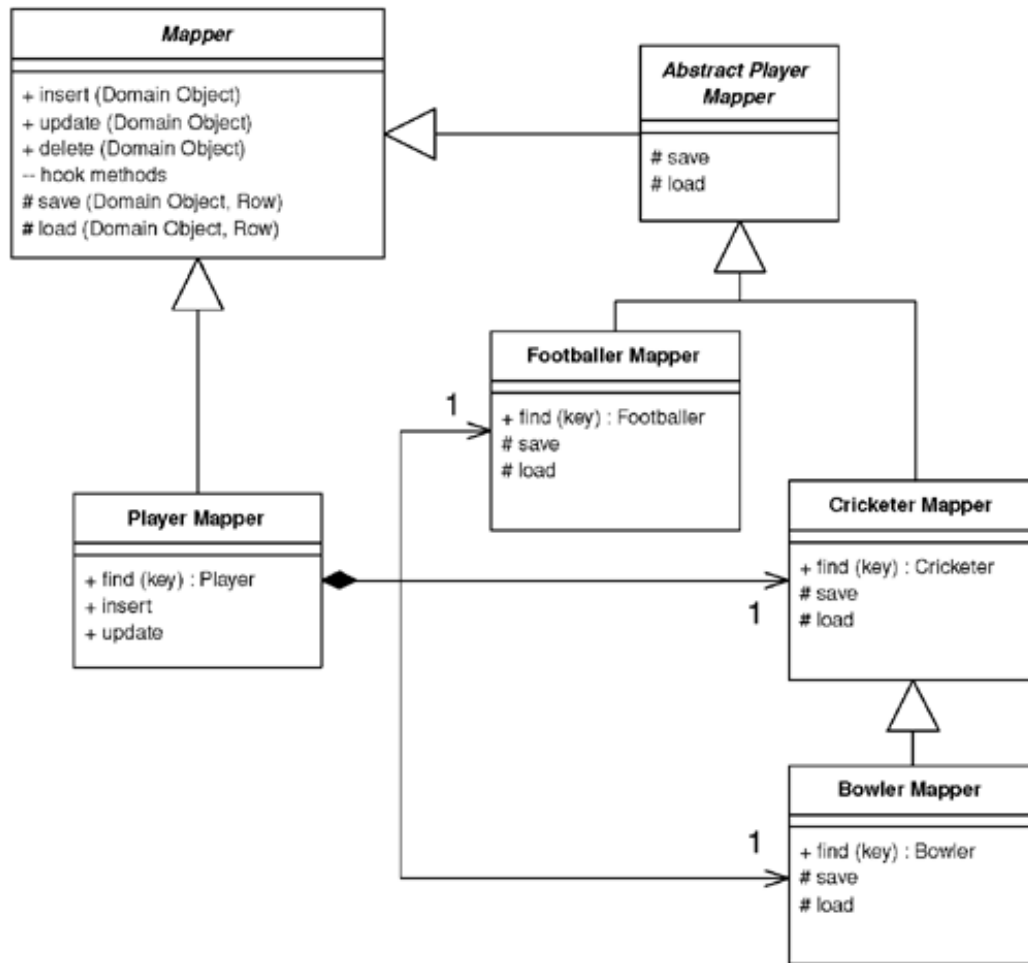 Mapper
+ insert (Domain Object)
+ update (Domain Object)
+ delete (Domain Object)
-- hook methods
# save (Domain Object, Row)
# load (Domain Object, Row)
Abstract Player
Mapper
# save
# load
Footballer Mapper
+ find (key) : Footballer
# save
# load
1
Player Mapper
+ find (key) : Player
+ insert
+ update
Cricketer Mapper
+ find (key) : Cricketer
# save
# load
1
Bowler Mapper
+ find (key) : Bowler
# save
# load
1